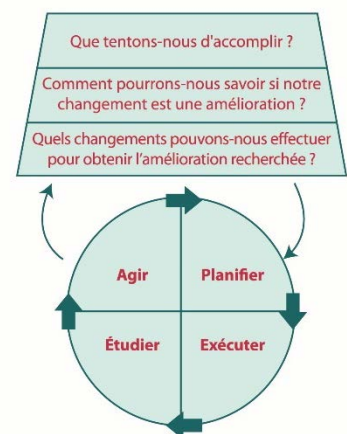 Que tentons-nous d'accomplir ?
Comment pourrons-nous savoir si notre
changement est une amélioration ?
Quels changements pouvons-nous effectuer
pour obtenir l'amélioration recherchée ?
Agir
Planifier
Étudier
Exécuter